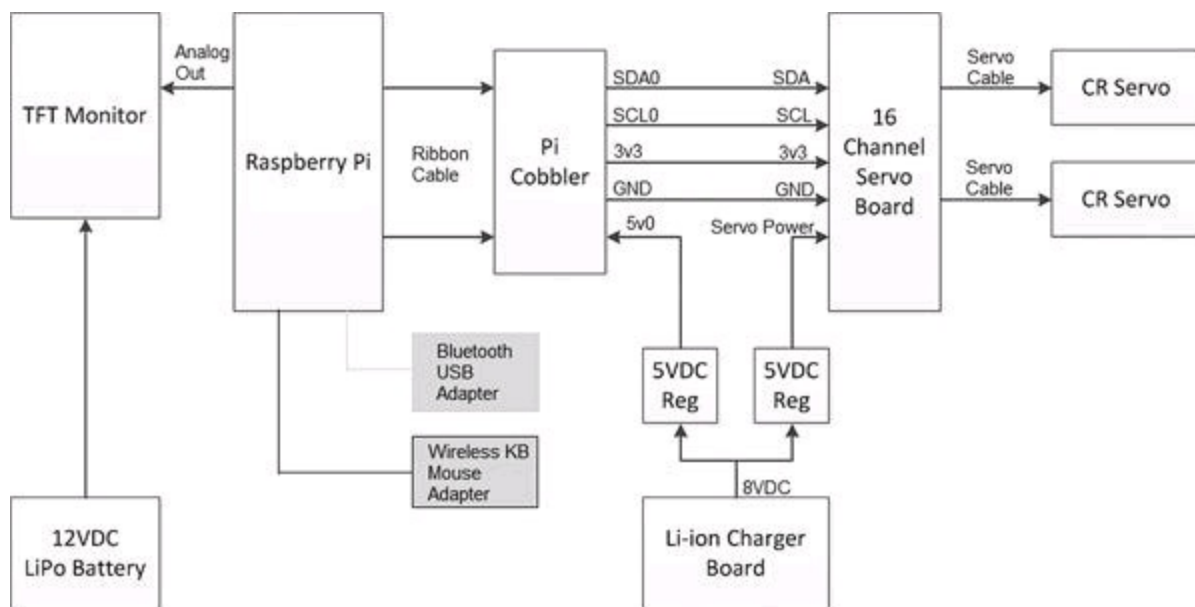 TFT Monitor
Analog
Out
Raspberry Pi
Ribbon
Cable
Pi
Cobbler
SDA0
SDA
SCL0
SCL
3v3
3v3
GND
GND
5v0
Servo Power
16
Channel
Servo
Board
Servo
Cable
CR Servo
Servo
Cable
CR Servo
Bluetooth
USB
Adapter
Wireless KB
Mouse
Adapter
5VDC
Reg
5VDC
Reg
8VDC
Li-ion Charger
Board
12VDC
LiPo Battery